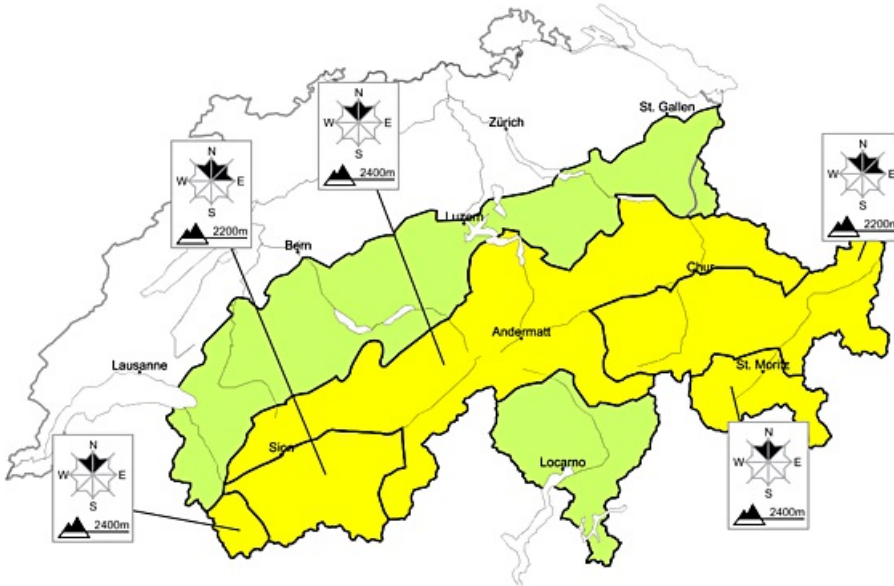 St. Gallen
Zürich
N
W E
S
2400m
N
W E
S
2200m
N
W E
S
2200m
Luzern
Bern
Chur
Andermatt
Lausanne
St. Moritz
Sion
Locarno
N
W E
S
2400m
N
W E
S
2400m